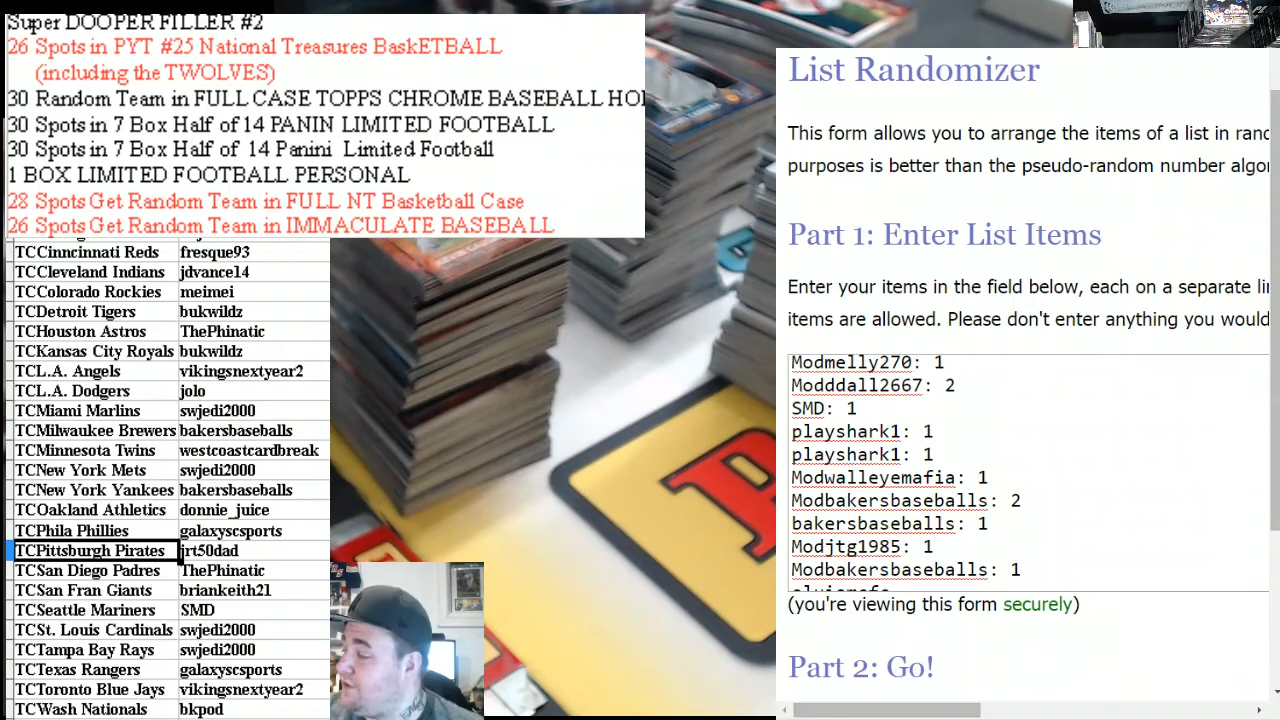 Super DOOPER FILLER #2
26 Spots in PYT #25 National Treasures BaskETBALL
(including the TWOLVES)
30 Random Team in FULL CASE TOPPS CHROME BASEBALL
30 Spots in 7 Box Half of 14 PANIN LIMITED FOOTBALL
30 Spots in 7 Box Half of 14 Panini Limited Football
1 BOX LIMITED FOOTBALL PERSONAL
28 Spots Get Random Team in FULL NT Basketball Case
26 Spots Get Random Team in IMMACULATE BASEBALL
TCCinncinnati Reds fresque93
TCCleveland Indians jdvance14
TCColorado Rockies meimei
TCDetroit Tigers bukwildz
TCHouston Astros ThePhinatic
TCKansas City Royals bukwildz
TCL.A. Angels vikingsnextyear2
TCL.A. Dodgers jolo
TCMiami Marlins swjedi2000
TCMilwaukee Brewers bakersbaseballs
TCMinnesota Twins westcoastcardbreak
TCNew York Mets swjedi2000
TCNew York Yankees bakersbaseballs
TCOakland Athletics donnie_juice
TCPhila Phillies galaxyscsports
TCPittsburgh Pirates jrt50dad
TCSan Diego Padres ThePhinatic
TCSan Fran Giants briankeith21
TCSeattle Mariners SMD
TCSt. Louis Cardinals swjedi2000
TCTampa Bay Rays swjedi2000
TCTexas Rangers galaxyscsports
TCToronto Blue Jays vikingsnextyear2
TCWash Nationals bkpod
List Randomizer
This form allows you to arrange the items of a list in
purposes is better than the pseudo-random number
Part 1: Enter List Items
Enter your items in the field below, each on a separate
items are allowed. Please don't enter anything you would
Modmelly270: 1
Modddall2667: 2
SMD: 1
playshark1: 1
playshark1: 1
Modwalleyemafia: 1
Modbakersbaseballs: 2
bakersbaseballs: 1
Modjtg1985: 1
Modbakersbaseballs: 1
(you're viewing this form securely)
Part 2: Go!